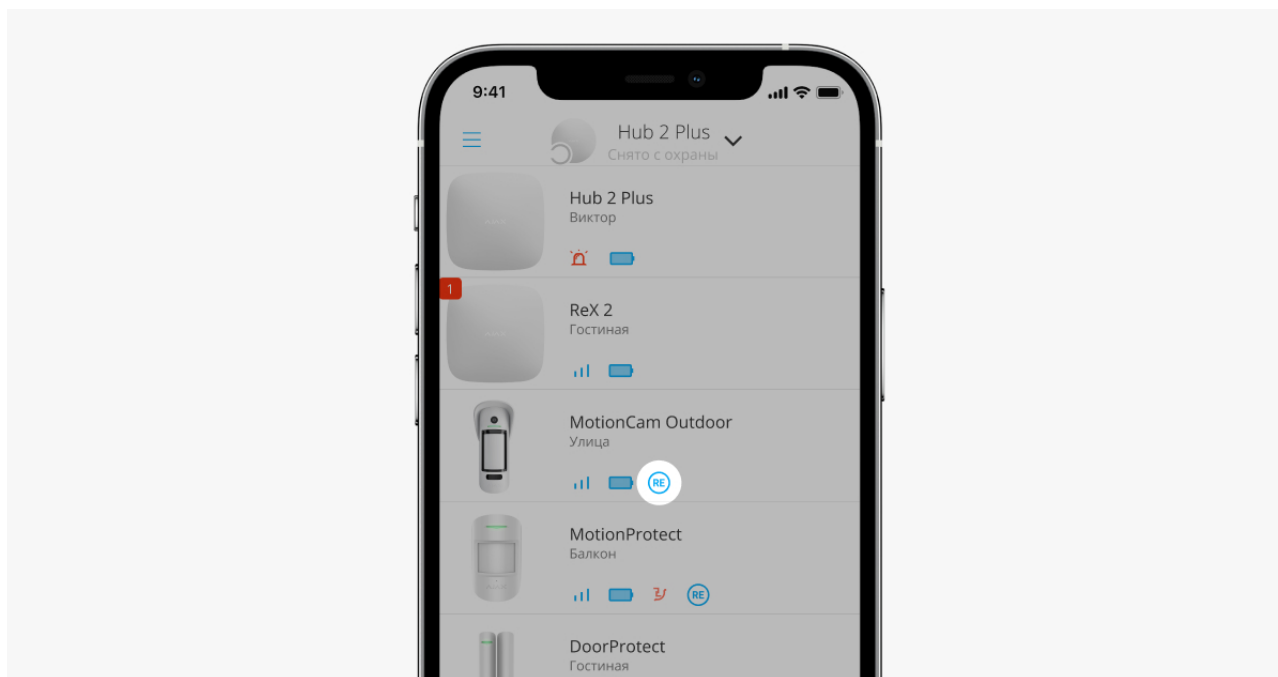 9:41
Hub 2 Plus
Снято с охраны
Hub 2 Plus
Виктор
1
ReX 2
Гостиная
MotionCam Outdoor
Улица
RE
MotionProtect
Балкон
RE
DoorProtect
Гостиная